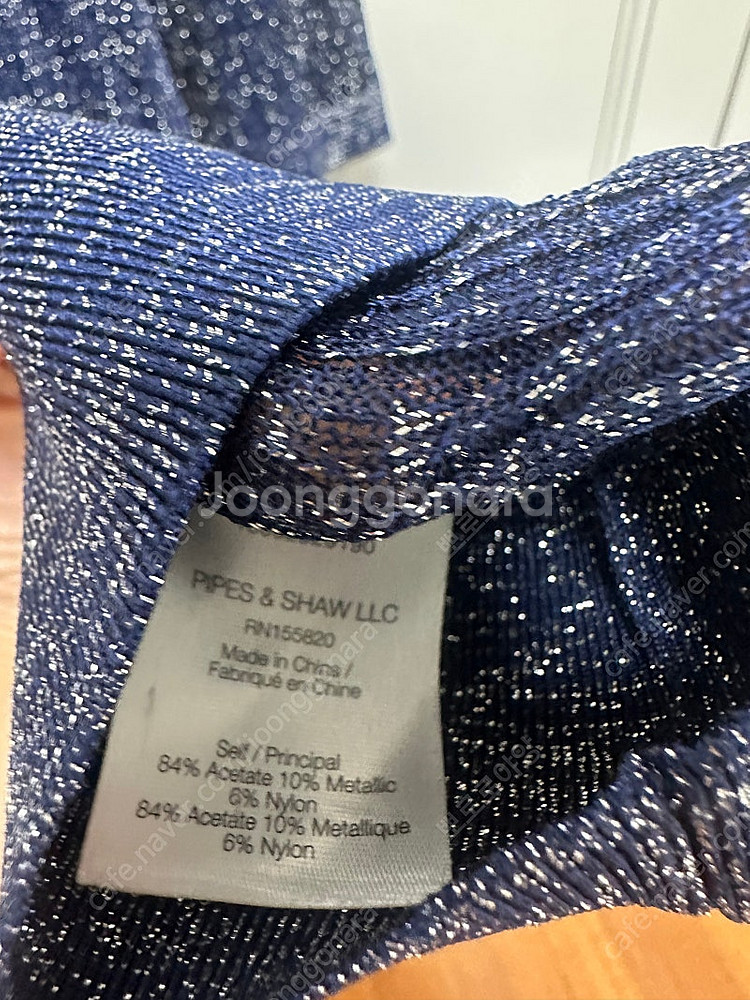 Joonggonara
PIPES & SHAW LLC
RN155820
Made in China /
Fabriqué en Chine
Self / Principal
84% Acetate 10% Metallic
6% Nylon
84% Acetate 10% Metallique
6% Nylon